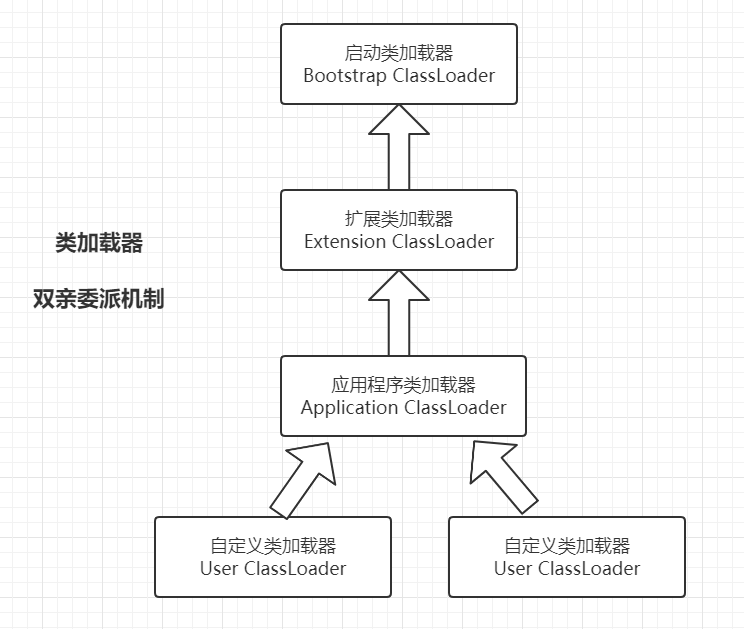 启动类加载器
Bootstrap ClassLoader
扩展类加载器
Extension ClassLoader
类加载器
双亲委派机制
应用程序类加载器
Application ClassLoader
自定义类加载器
User ClassLoader
自定义类加载器
User ClassLoader